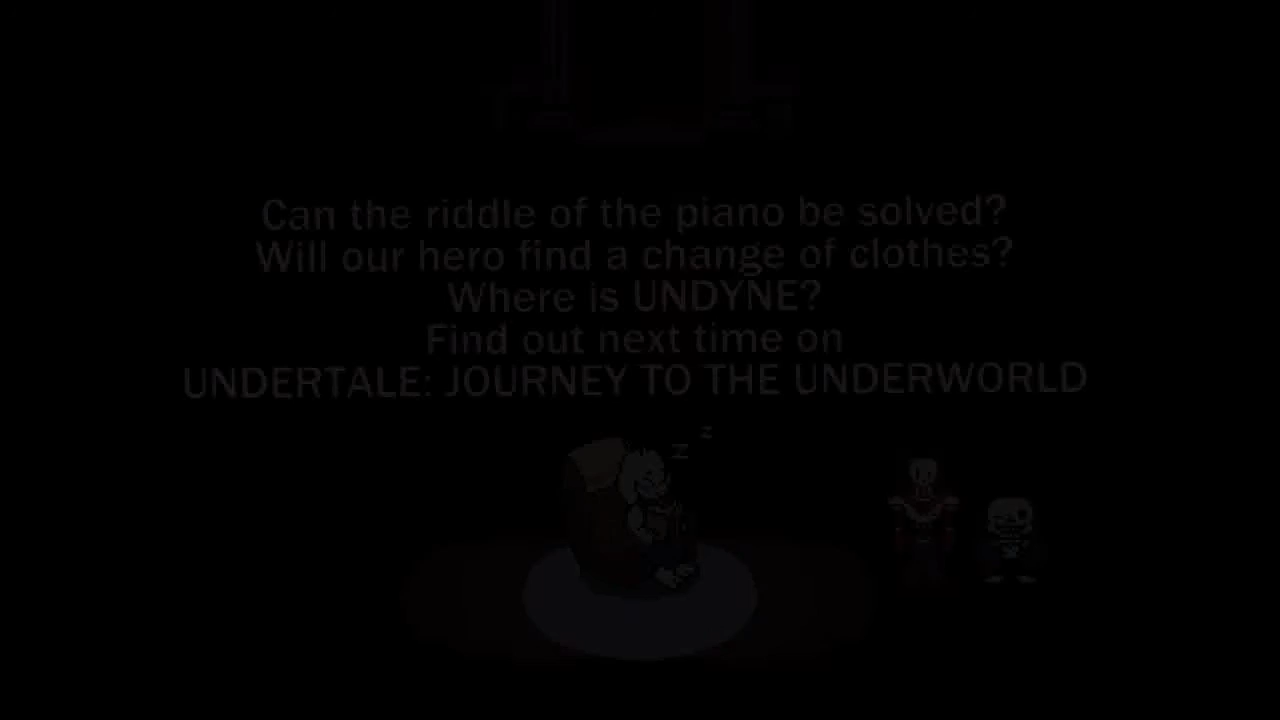 Can the riddle of the piano be solved?
Will our hero find a change of clothes?
Where is UNDYNE?
Find out next time on
UNDERTALE: JOURNEY TO THE UNDERWORLD
z
z